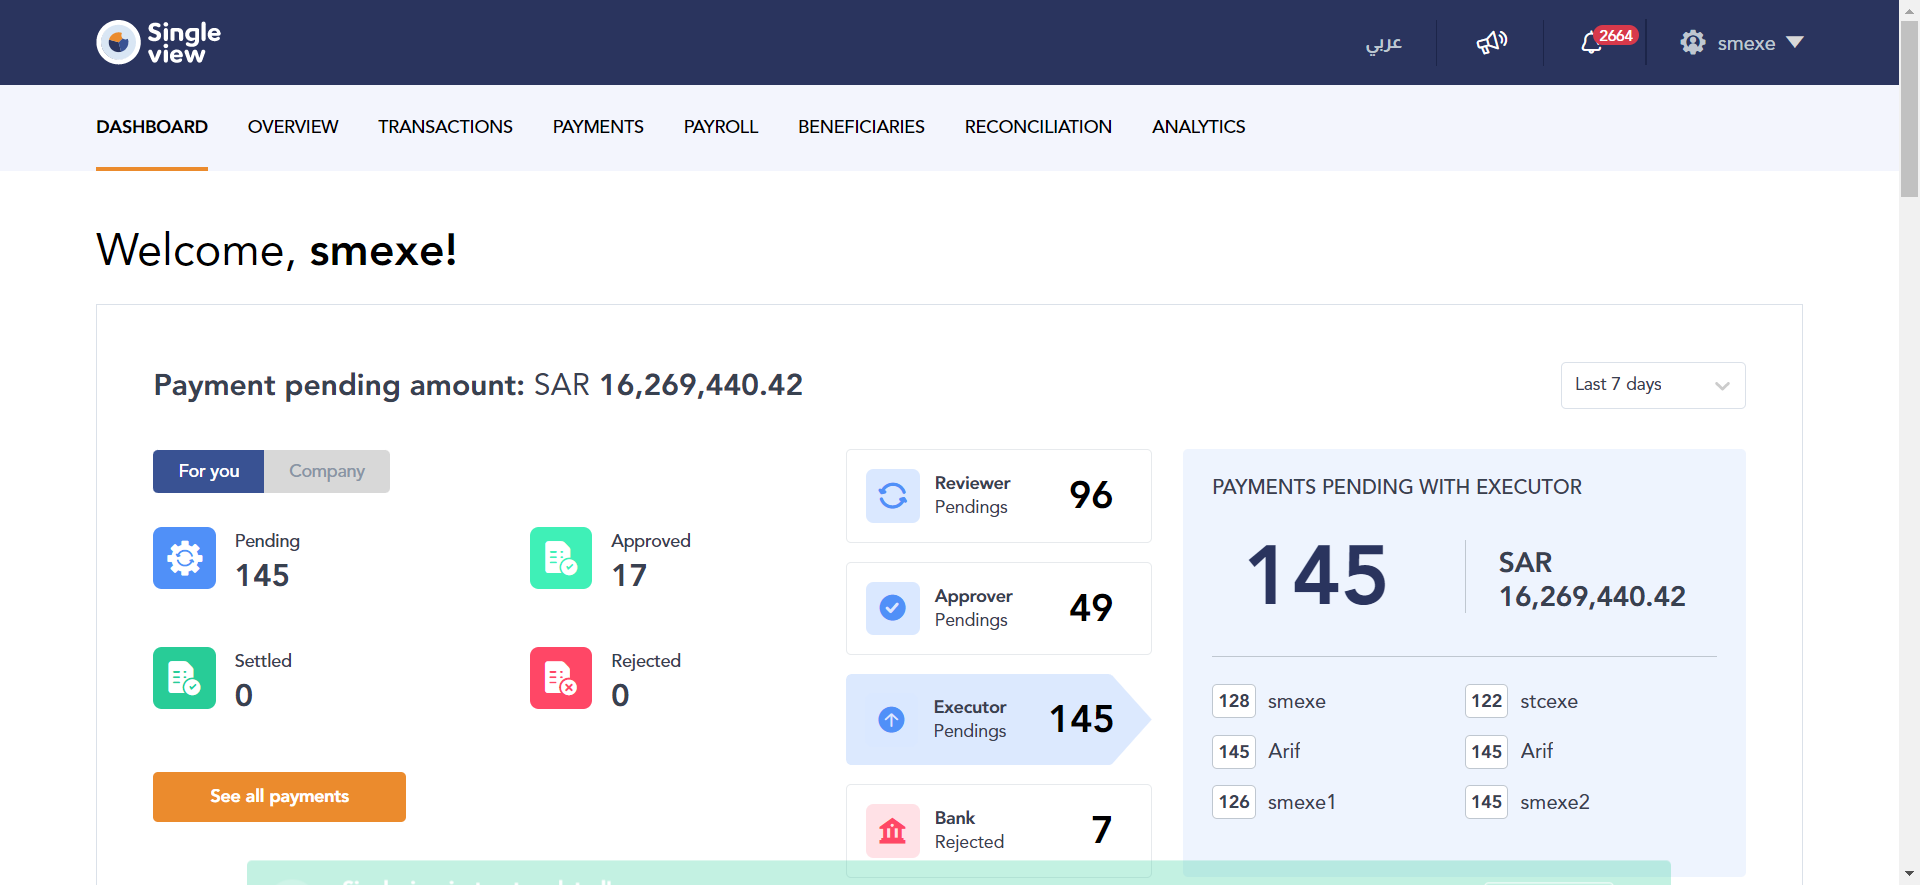 Single
view
عربي
2664
smexe
DASHBOARD
OVERVIEW
TRANSACTIONS
PAYMENTS
PAYROLL
BENEFICIARIES
RECONCILIATION
ANALYTICS
Welcome, smexe!
Payment pending amount: SAR 16,269,440.42
Last 7 days
For you
Company
Pending
145
Approved
17
Settled
0
Rejected
0
See all payments
Reviewer
Pendings
96
Approver
Pendings
49
Executor
Pendings
145
Bank
Rejected
7
PAYMENTS PENDING WITH EXECUTOR
145
SAR
16,269,440.42
128 smexe
122 stcexe
145 Arif
145 Arif
126 smexe1
145 smexe2